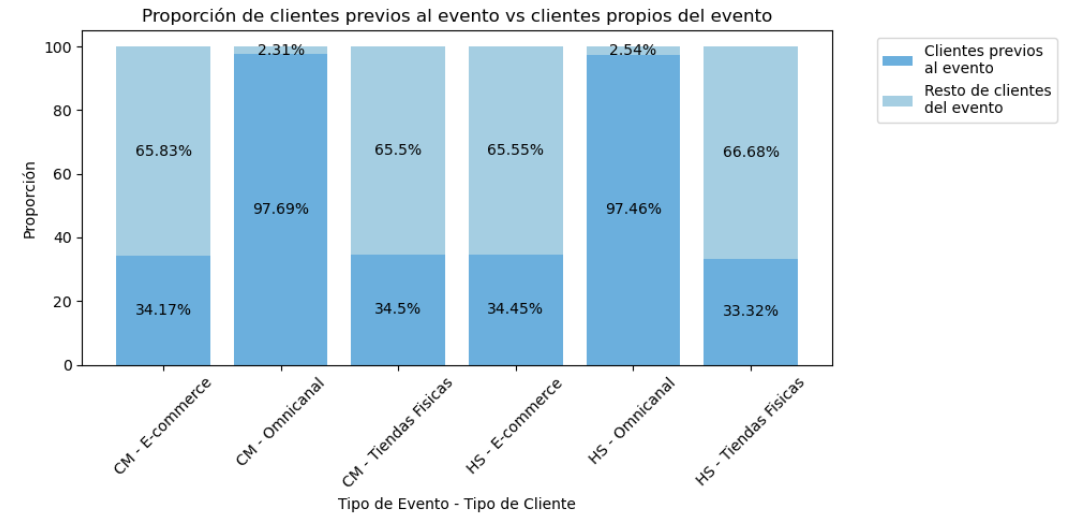 Proporción de clientes previos al evento vs clientes propios del evento
Proporción
100
80
60
40
20
0
65.83%
34.17%
2.31%
97.69%
65.5%
34.5%
65.55%
34.45%
2.54%
97.46%
66.68%
33.32%
CM - E-commerce
CM - Omnicanal
CM - Tiendas Fisicas
HS - E-commerce
HS - Omnicanal
HS - Tiendas Fisicas
Tipo de Evento - Tipo de Cliente
Clientes previos
al evento
Resto de clientes
del evento